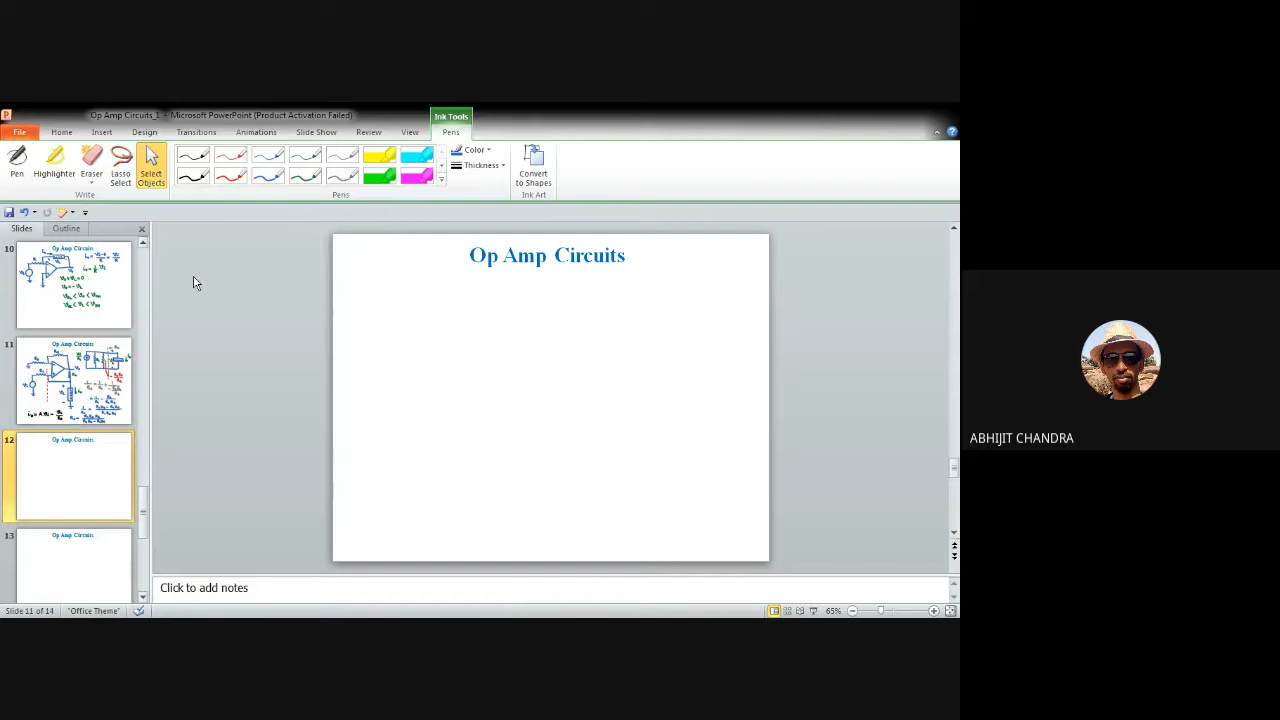 Op Amp Circuits_1 - Microsoft PowerPoint (Product Activation Failed)
Ink Tools
File Home Insert Design Transitions Animations Slide Show Review View Pens
Pen Highlighter Eraser Lasso Select Select Objects
Color
Thickness
Convert to Shapes
Write Pens Ink Art
Slides Outline
10
Op Amp Circuits
11
Op Amp Circuits
12
Op Amp Circuits
13
Op Amp Circuits
Op Amp Circuits
Click to add notes
Slide 11 of 14 "Office Theme" 65%
ABHIJIT CHANDRA